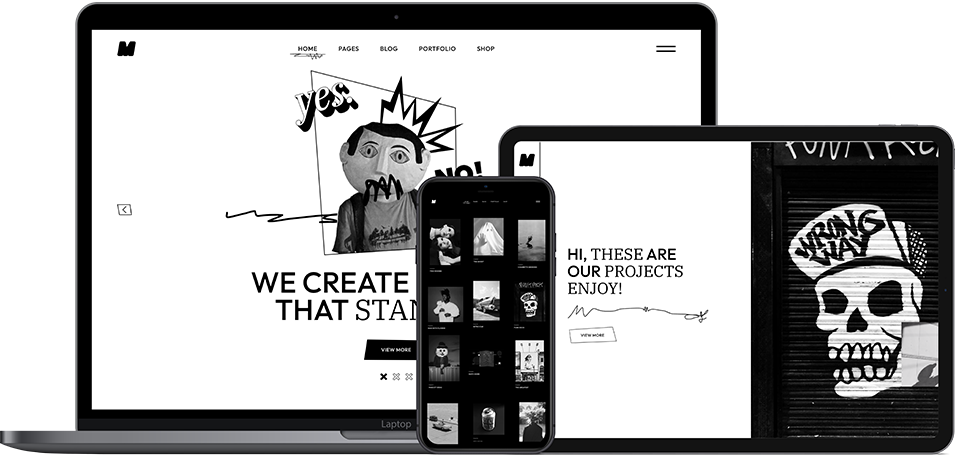 M
HOME PAGES BLOG PORTFOLIO SHOP
yes.
NO!
WE CREATE
THAT STAN
VIEW MORE
Laptop
M
M
HI, THESE ARE
OUR PROJECTS
ENJOY!
VIEW MORE
WRONG
WAY